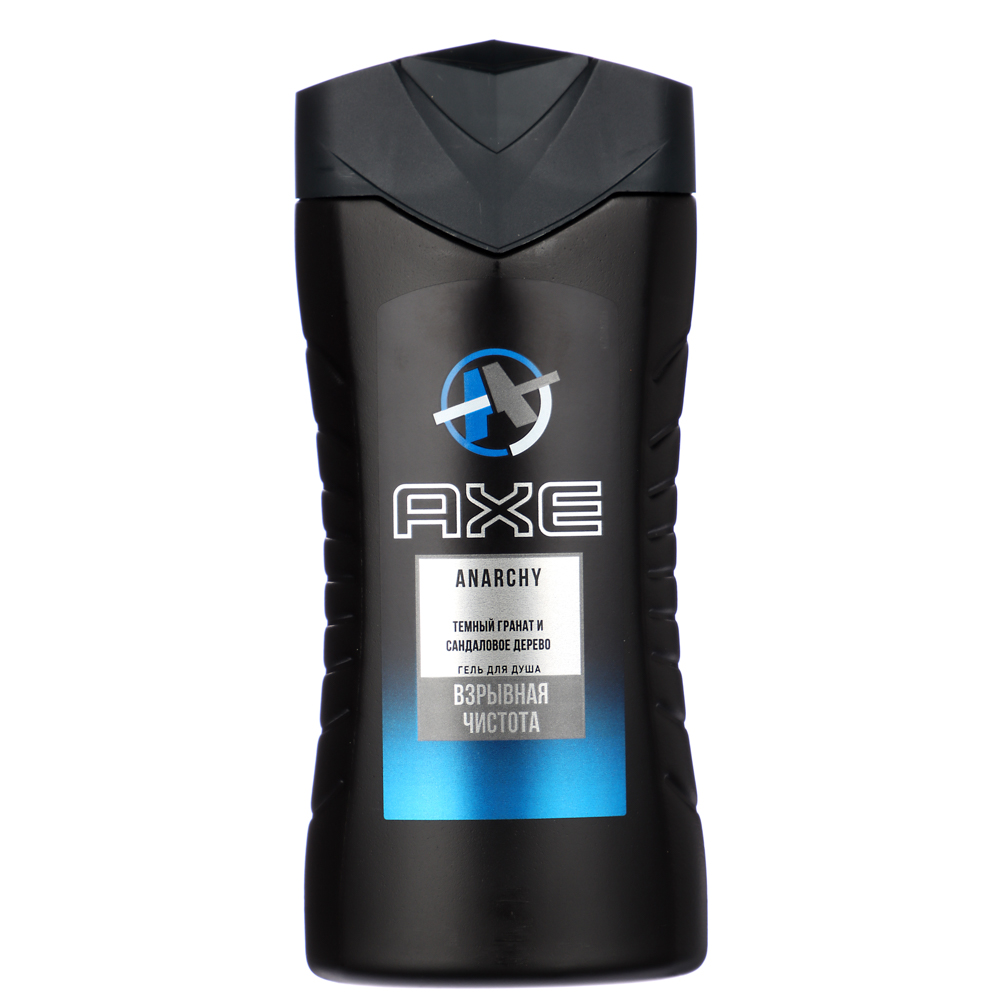 AXE
ANARCHY
ТЕМНЫЙ ГРАНАТ И
САНДАЛОВОЕ ДЕРЕВО
ГЕЛЬ ДЛЯ ДУША
ВЗРЫВНАЯ
ЧИСТОТА